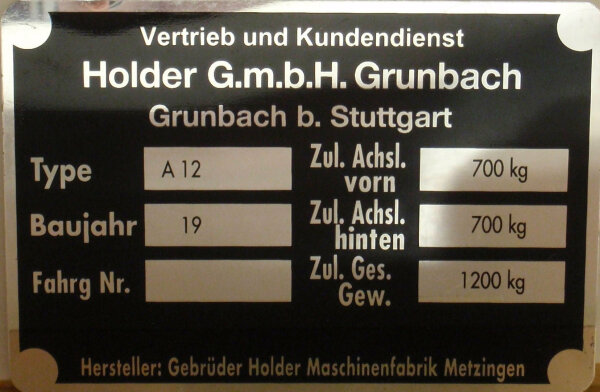 Vertrieb und Kundendienst
Holder G.m.b.H. Grunbach
Grunbach b. Stuttgart
Type A 12 Zul. Achsl. vorn 700 kg
Baujahr 19 Zul. Achsl. hinten 700 kg
Fahrg Nr. Zul. Ges. Gew. 1200 kg
Hersteller: Gebrüder Holder Maschinenfabrik Metzingen